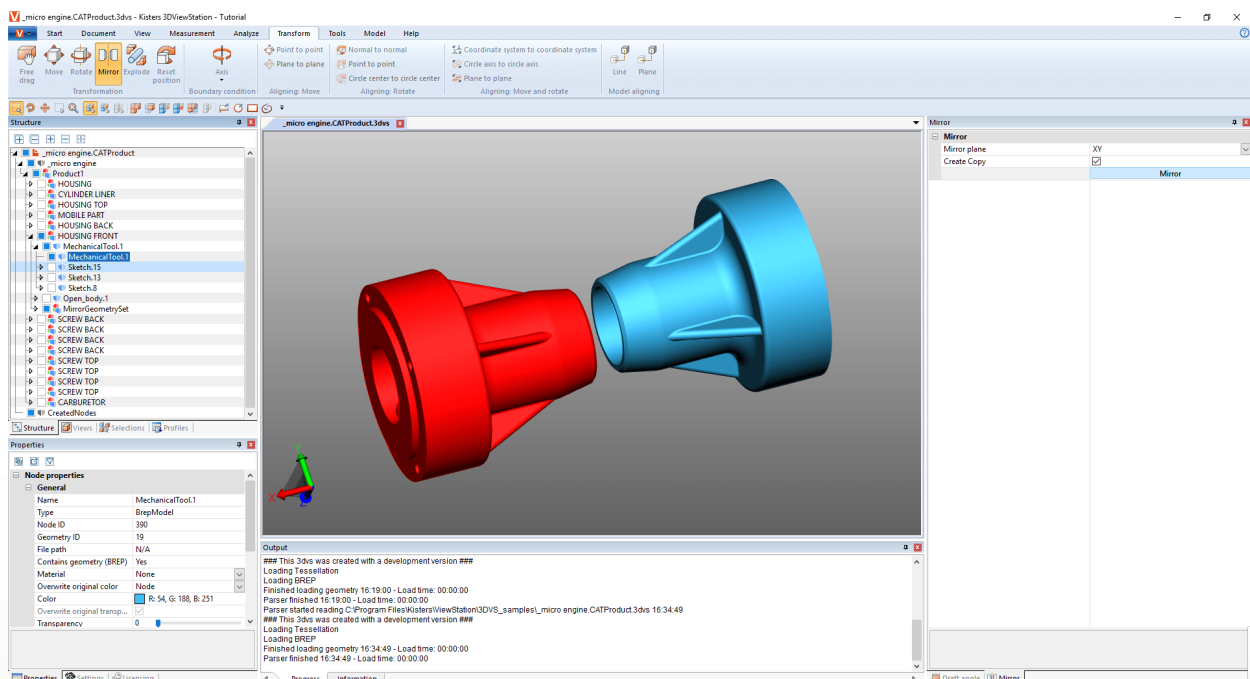 _micro engine.CATProduct.3dvs - Kisters 3DViewStation - Tutorial
Start Document View Measurement Analyze Transform Tools Model Help
Free drag Move Rotate Mirror Explode Reset position
Transformation
Axis
Boundary condition
Point to point
Plane to plane
Aligning: Move
Normal to normal
Point to point
Circle center to circle center
Aligning: Rotate
Coordinate system to coordinate system
Circle axis to circle axis
Plane to plane
Aligning: Move and rotate
Line Plane
Model aligning
Structure
_micro engine.CATProduct
_micro engine
Product1
HOUSING
CYLINDER LINER
HOUSING TOP
MOBILE PART
HOUSING BACK
HOUSING FRONT
MechanicalTool.1
MechanicalTool.1
Sketch.15
Sketch.13
Sketch.8
Open_body.1
MirrorGeometrySet
SCREW BACK
SCREW BACK
SCREW BACK
SCREW BACK
SCREW TOP
SCREW TOP
SCREW TOP
SCREW TOP
CARBURETOR
CreatedNodes
Structure Views Selections Profiles
Properties
Node properties
General
Name MechanicalTool.1
Type BrepModel
Node ID 390
Geometry ID 19
File path N/A
Contains geometry (BREP) Yes
Material None
Overwrite original color Node
Color R: 54, G: 188, B: 251
Overwrite original transp...
Transparency 0
Properties Settings Licensing
_micro engine.CATProduct.3dvs
X
Y
Z
Output
### This 3dvs was created with a development version ###
Loading Tessellation
Loading BREP
Finished loading geometry 16:19:00 - Load time: 00:00:00
Parser finished 16:19:00 - Load time: 00:00:00
Parser started reading C:\Program Files\Kisters\ViewStation\3DVS_samples\_micro engine.CATProduct.3dvs 16:34:49
### This 3dvs was created with a development version ###
Loading Tessellation
Loading BREP
Finished loading geometry 16:34:49 - Load time: 00:00:00
Parser finished 16:34:49 - Load time: 00:00:00
Progress Information
Mirror
Mirror
Mirror plane XY
Create Copy
Mirror
Draft angle Mirror